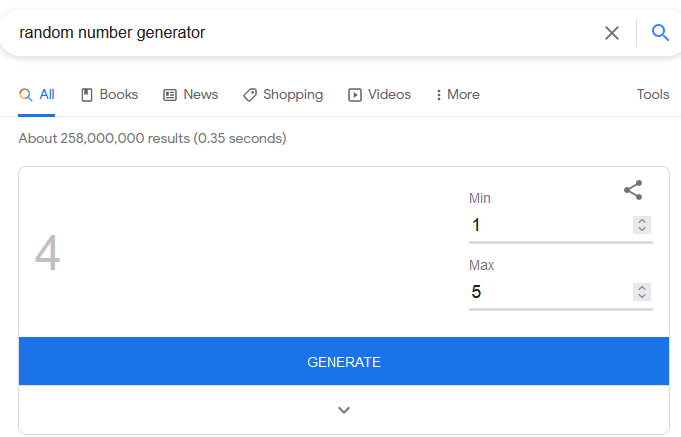 random number generator
All Books News Shopping Videos More Tools
About 258,000,000 results (0.35 seconds)
4
Min
1
Max
5
GENERATE